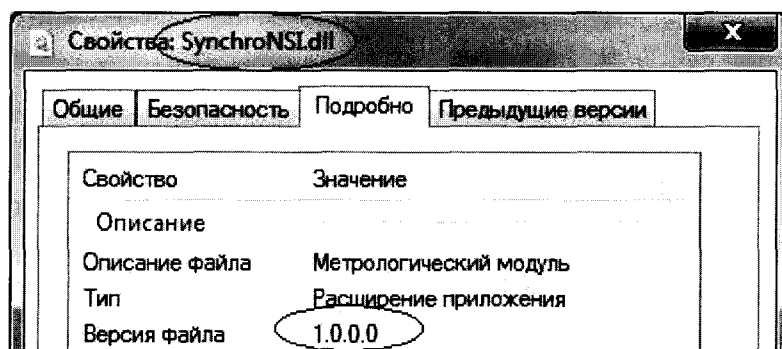 Свойства: SynchroNSI.dll
X
Общие Безопасность Подробно Предыдущие версии
Свойство Значение
Описание
Описание файла Метрологический модуль
Тип Расширение приложения
Версия файла 1.0.0.0